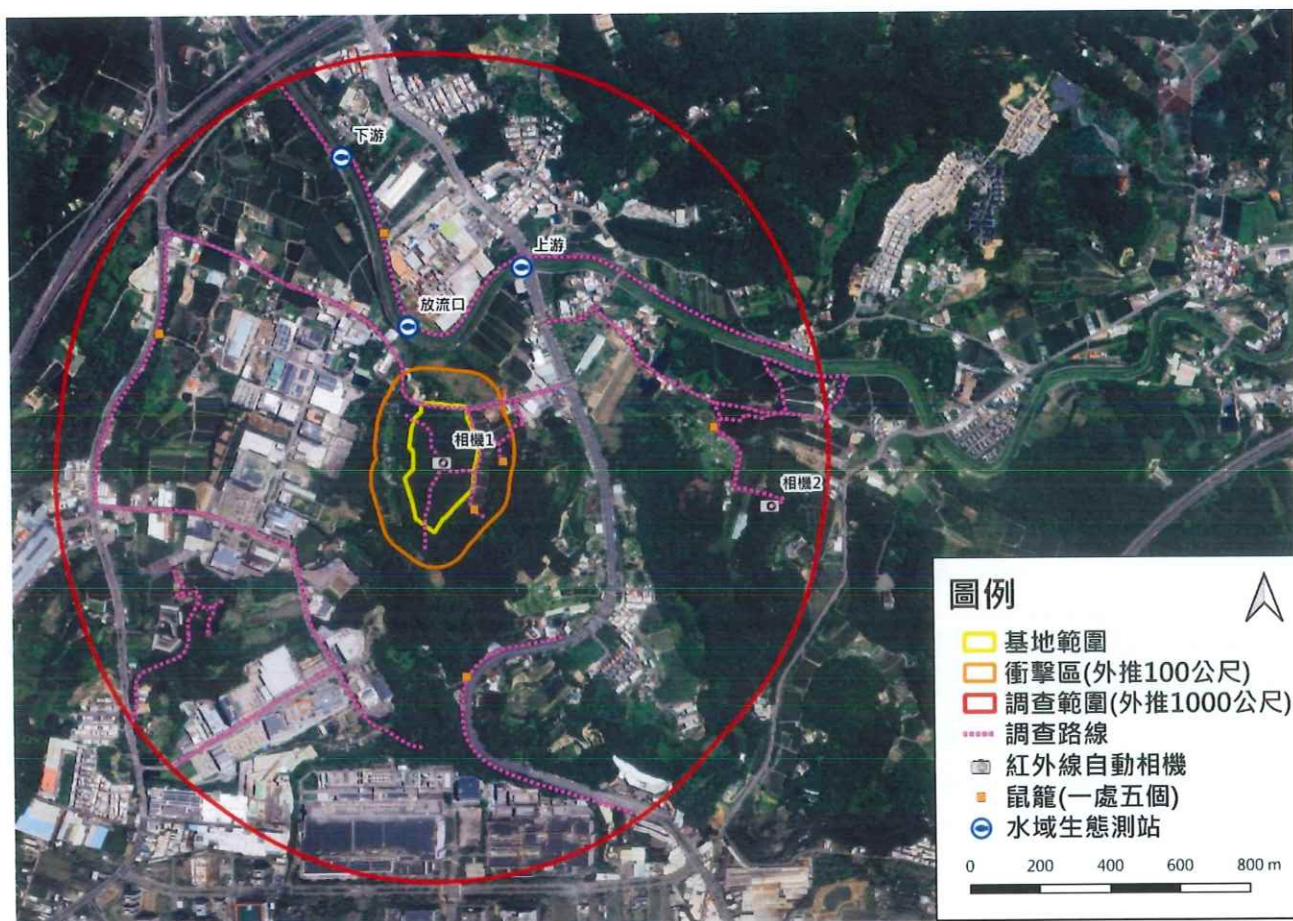 下游
上游
放流口
相機1
相機2
圖例
基地範圍
衝擊區(外推100公尺)
調查範圍(外推1000公尺)
調查路線
紅外線自動相機
鼠籠(一處五個)
水域生態測站
0 200 400 600 800 m